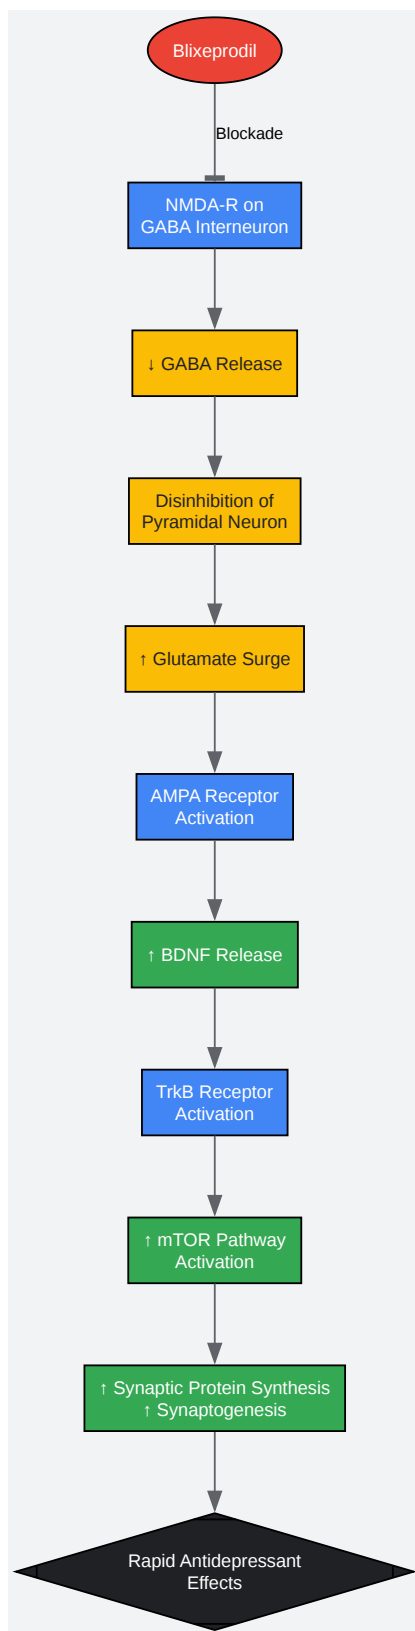 Blixeprodil
Blockade
NMDA-R on
GABA Interneuron
↓ GABA Release
Disinhibition of
Pyramidal Neuron
↑ Glutamate Surge
AMPA Receptor
Activation
↑ BDNF Release
TrkB Receptor
Activation
↑ mTOR Pathway
Activation
↑ Synaptic Protein Synthesis
↑ Synaptogenesis
Rapid Antidepressant
Effects